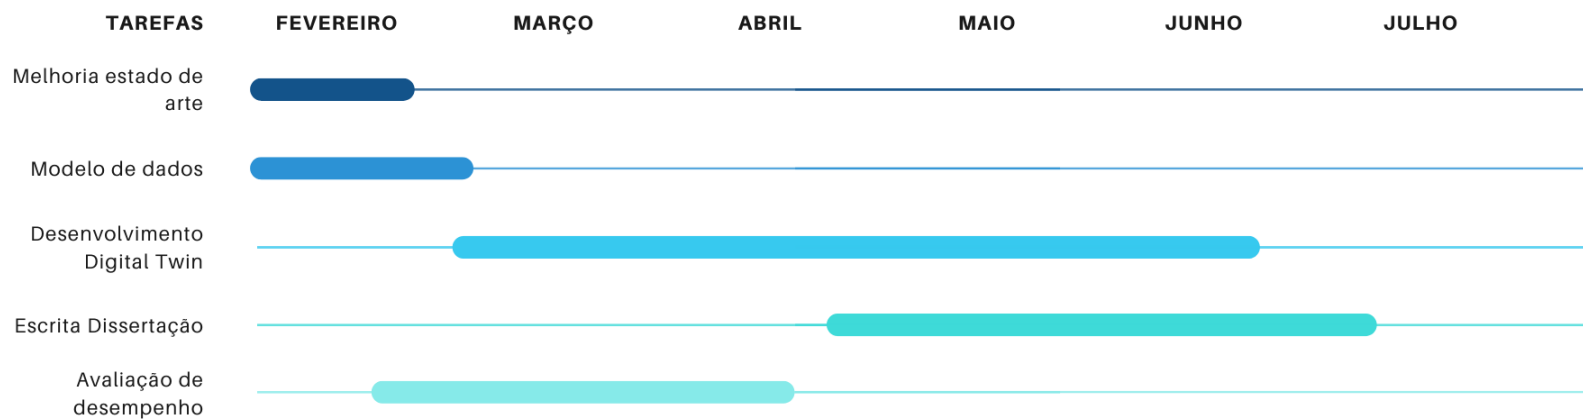 TAREFAS FEVEREIRO MARÇO ABRIL MAIO JUNHO JULHO
Melhoria estado de
arte
Modelo de dados
Desenvolvimento
Digital Twin
Escrita Dissertação
Avaliação de
desempenho